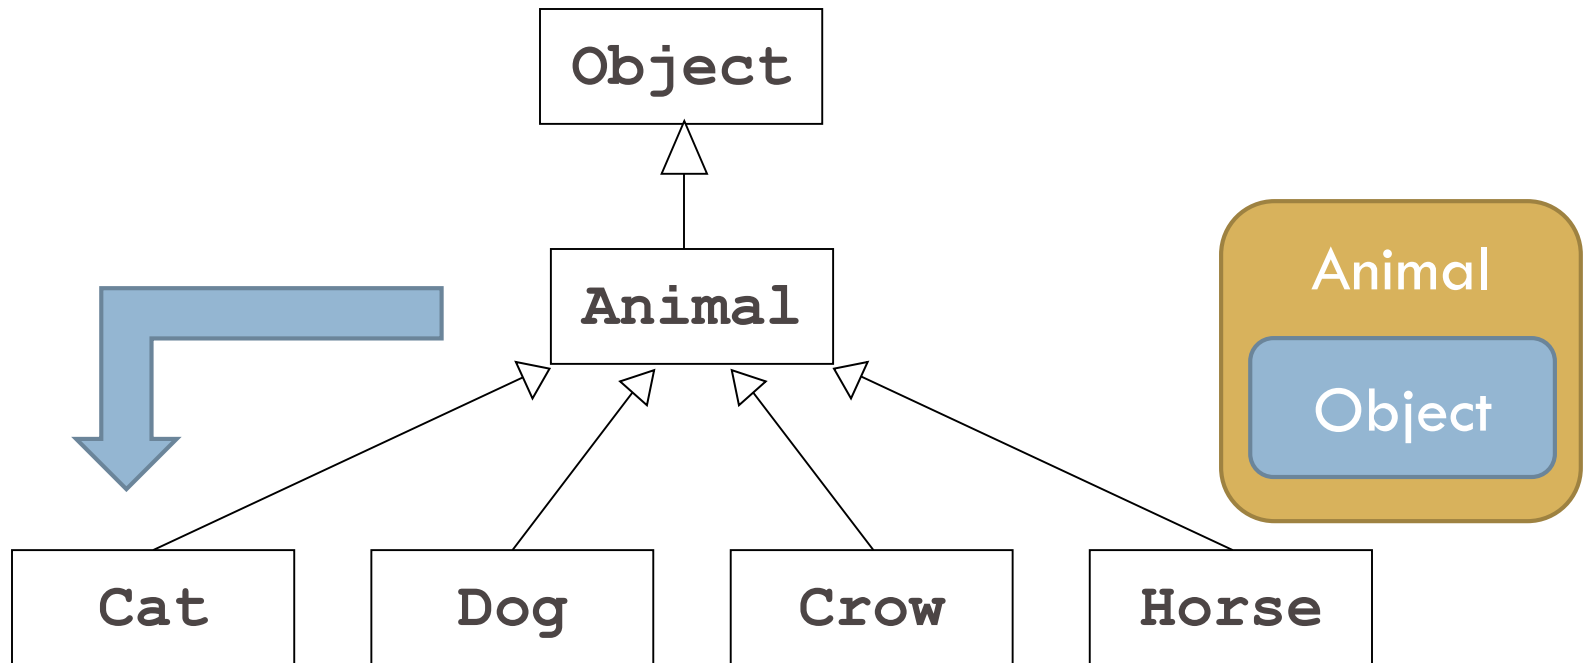 Object
Animal
Animal
Object
Cat
Dog
Crow
Horse